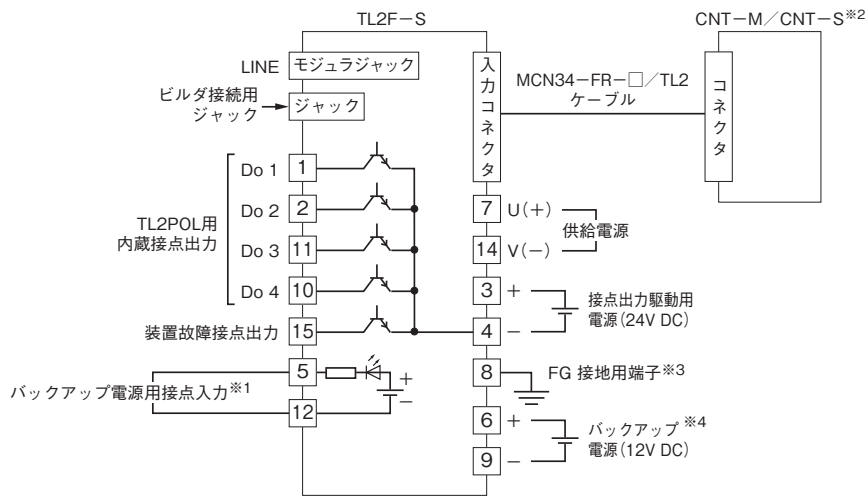 TL2F－S
CNT－M／CNT－S※2
LINE
モジュラジャック
ビルダ接続用
ジャック
ジャック
入力コネクタ
MCN34－FR－□／TL2
ケーブル
コネクタ
TL2POL用
内蔵接点出力
Do 1
1
Do 2
2
Do 3
11
Do 4
10
装置故障接点出力
15
バックアップ電源用接点入力※1
5
12
+
−
7
U(+)
14
V(−)
供給電源
3
+
4
−
接点出力駆動用
電源(24V DC)
8
FG 接地用端子※3
6
+
9
−
バックアップ※4
電源(12V DC)